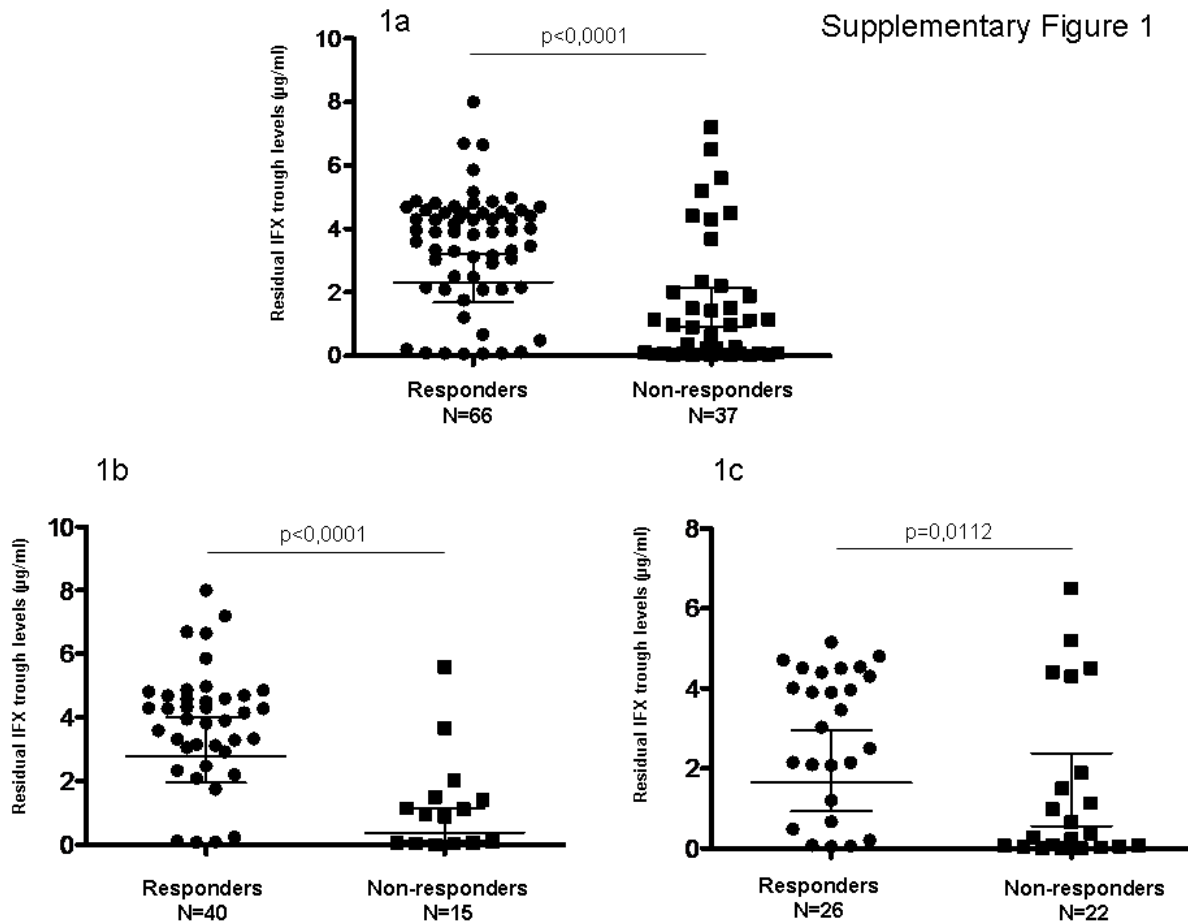 1a
Supplementary Figure 1
p<0,0001
Residual IFX trough levels (µg/ml)
10
8
6
4
2
0
Responders
N=66
Non-responders
N=37
1b
p<0,0001
Residual IFX trough levels (µg/ml)
10
8
6
4
2
0
Responders
N=40
Non-responders
N=15
1c
p=0,0112
Residual IFX trough levels (µg/ml)
8
6
4
2
0
Responders
N=26
Non-responders
N=22